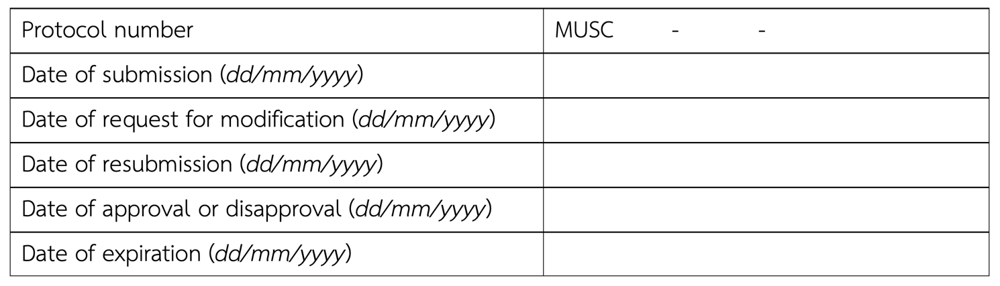 Protocol number MUSC - -
Date of submission (dd/mm/yyyy)
Date of request for modification (dd/mm/yyyy)
Date of resubmission (dd/mm/yyyy)
Date of approval or disapproval (dd/mm/yyyy)
Date of expiration (dd/mm/yyyy)